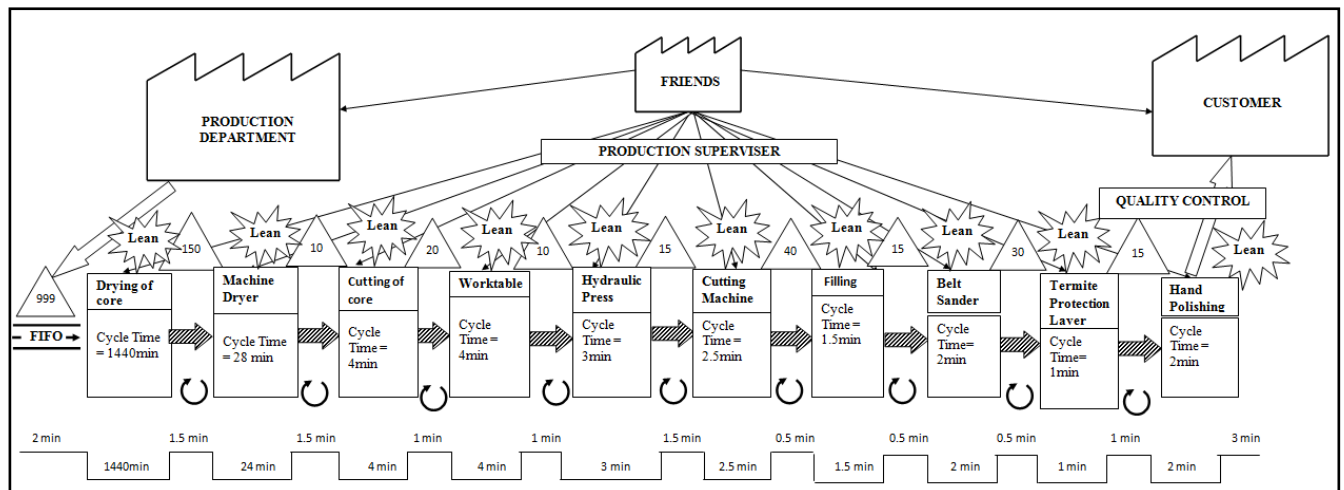 FRIENDS
PRODUCTION
DEPARTMENT
CUSTOMER
PRODUCTION SUPERVISER
QUALITY CONTROL
Lean
Lean
Lean
Lean
Lean
Lean
Lean
Lean
Lean
Lean
999
150
10
20
10
15
40
15
30
15
FIFO
Drying of
core
Cycle Time
= 1440min
Machine
Dryer
Cycle Time
= 28 min
Cutting of
core
Cycle
Time =
4min
Worktable
Cycle
Time =
4min
Hydraulic
Press
Cycle
Time =
3min
Cutting
Machine
Cycle
Time =
2.5min
Filling
Cycle
Time =
1.5min
Belt
Sander
Cycle
Time=
2min
Termite
Protection
Laver
Cycle
Time=
1min
Hand
Polishing
Cycle
Time =
2min
2 min
1.5 min
1.5 min
1 min
1 min
1.5 min
0.5 min
0.5 min
0.5 min
1 min
3 min
1440min
24 min
4 min
4 min
3 min
2.5 min
1.5 min
2 min
1 min
2 min